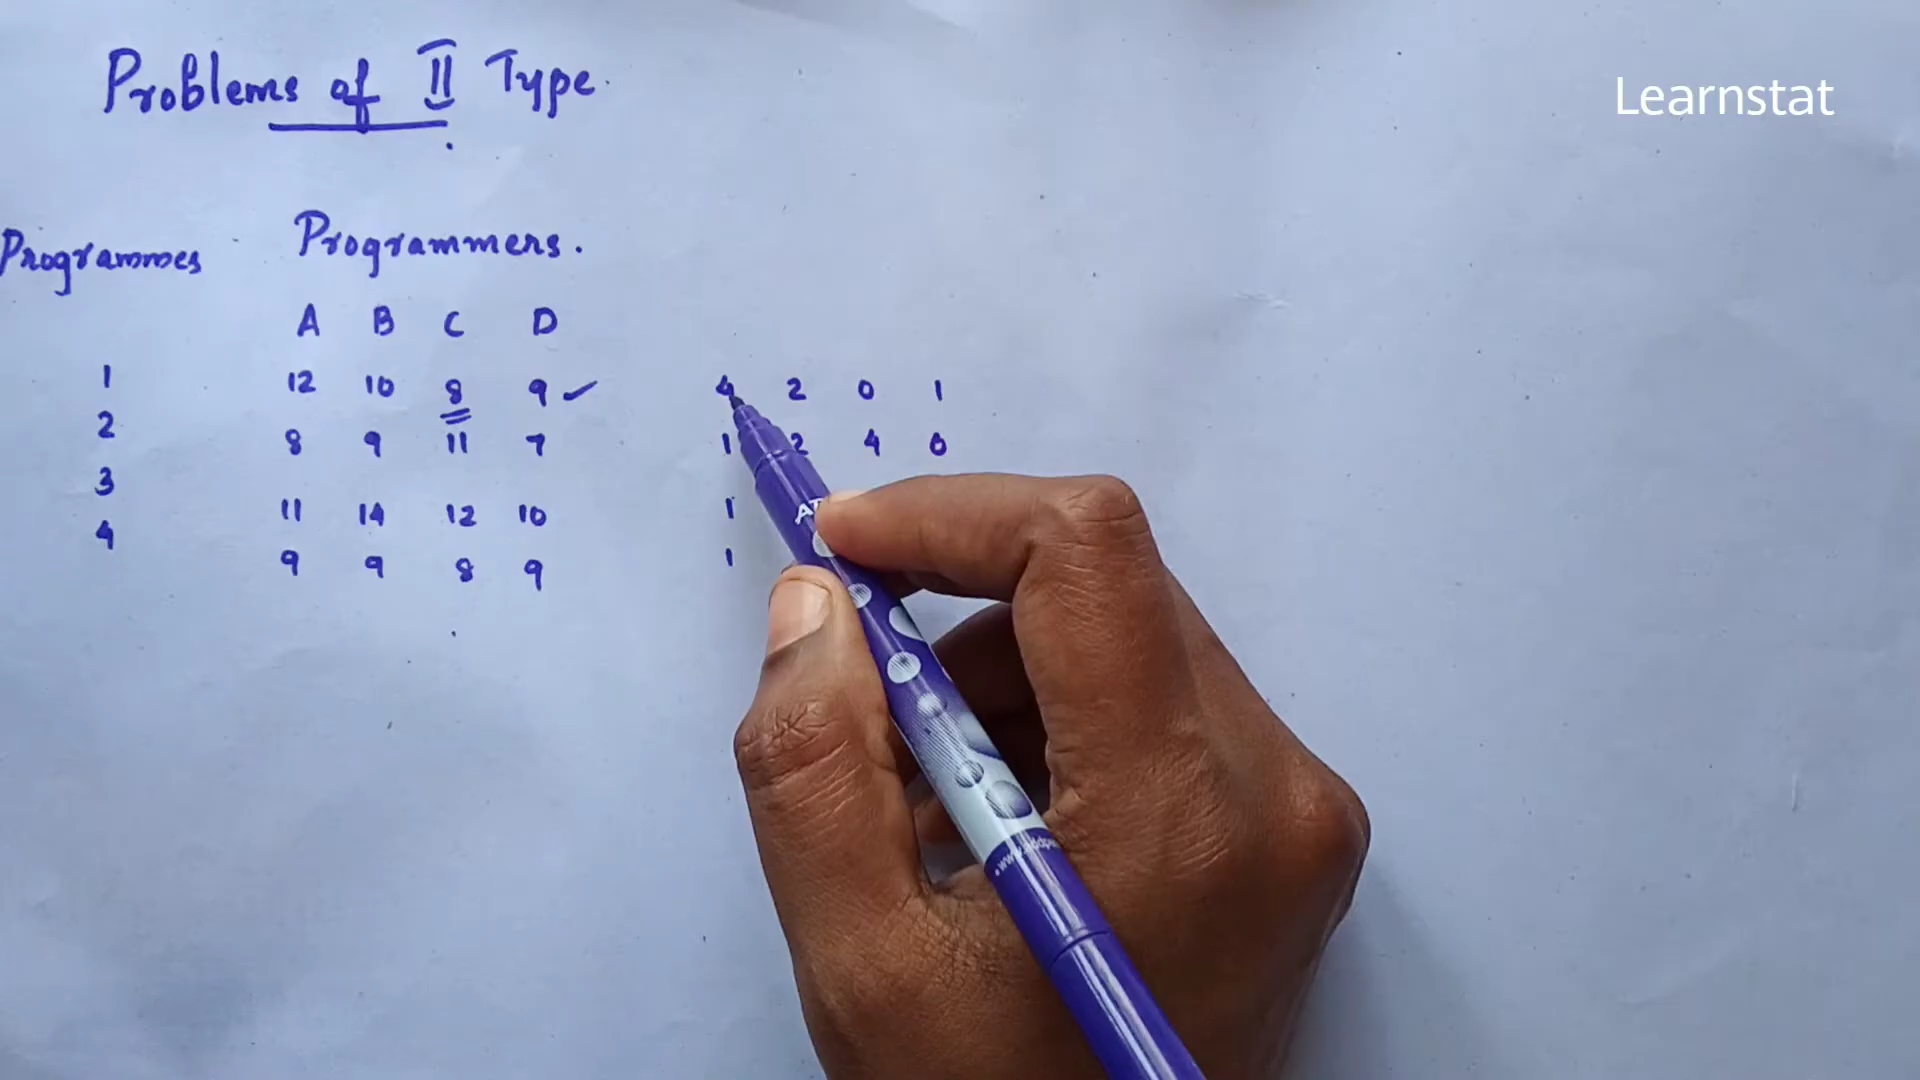 Problems of II Type.
Learnstat
Programmes Programmers.
A B C D
1 12 10 8 9 ✓ 4 2 0 1
2 8 9 11 7 1 2 4 0
3 11 14 12 10 1
4 9 9 8 9 1